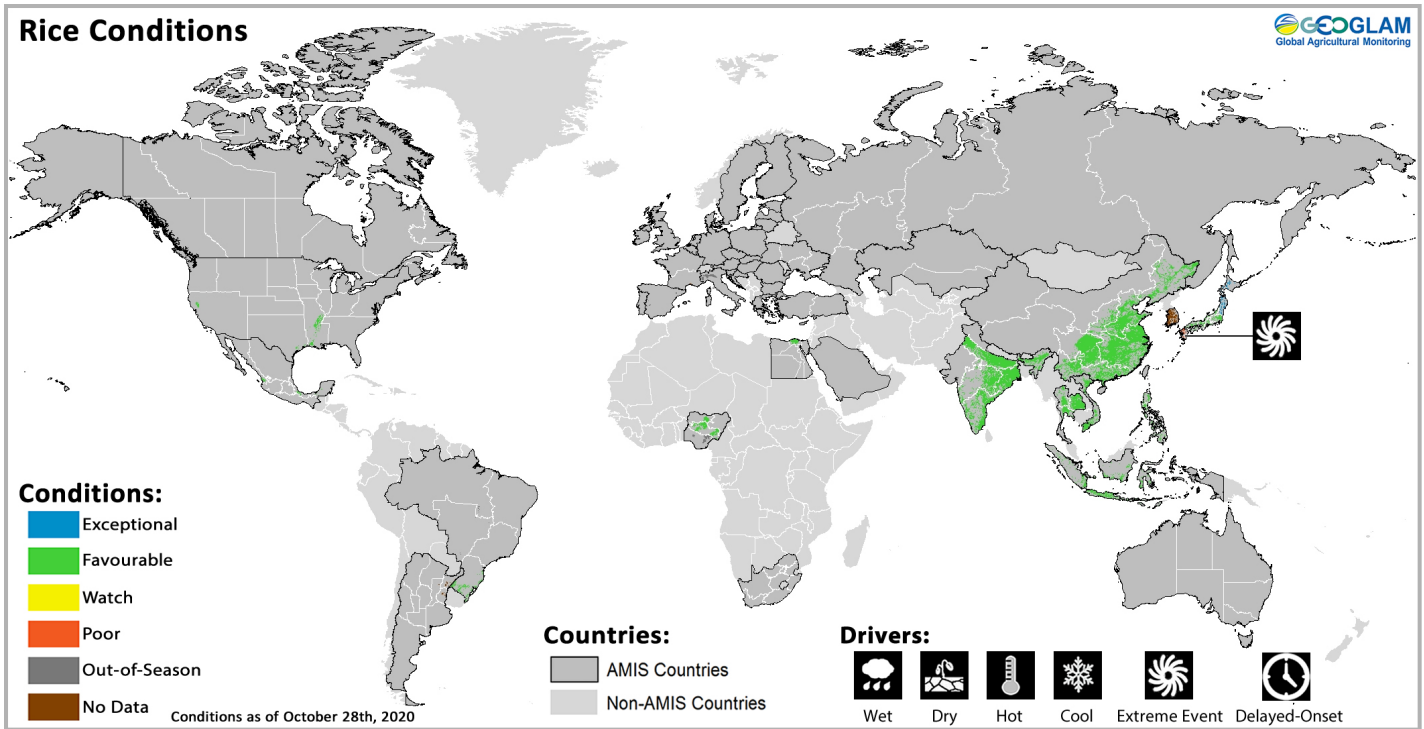 Rice Conditions
GEOGLAM
Global Agricultural Monitoring
Conditions:
Exceptional
Favourable
Watch
Poor
Out-of-Season
No Data
Conditions as of October 28th, 2020
Countries:
AMIS Countries
Non-AMIS Countries
Drivers:
Wet
Dry
Hot
Cool
Extreme Event
Delayed-Onset